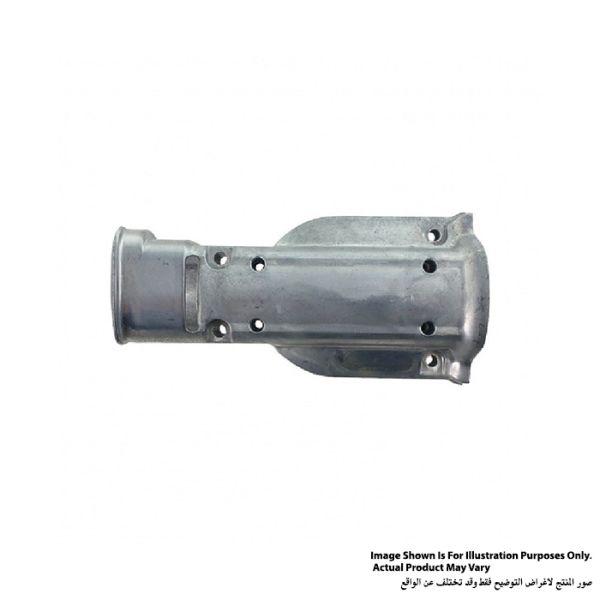 Image Shown Is For Illustration Purposes Only.
Actual Product May Vary
صور المنتج لاغراض التوضيح فقط وقد تختلف عن الواقع